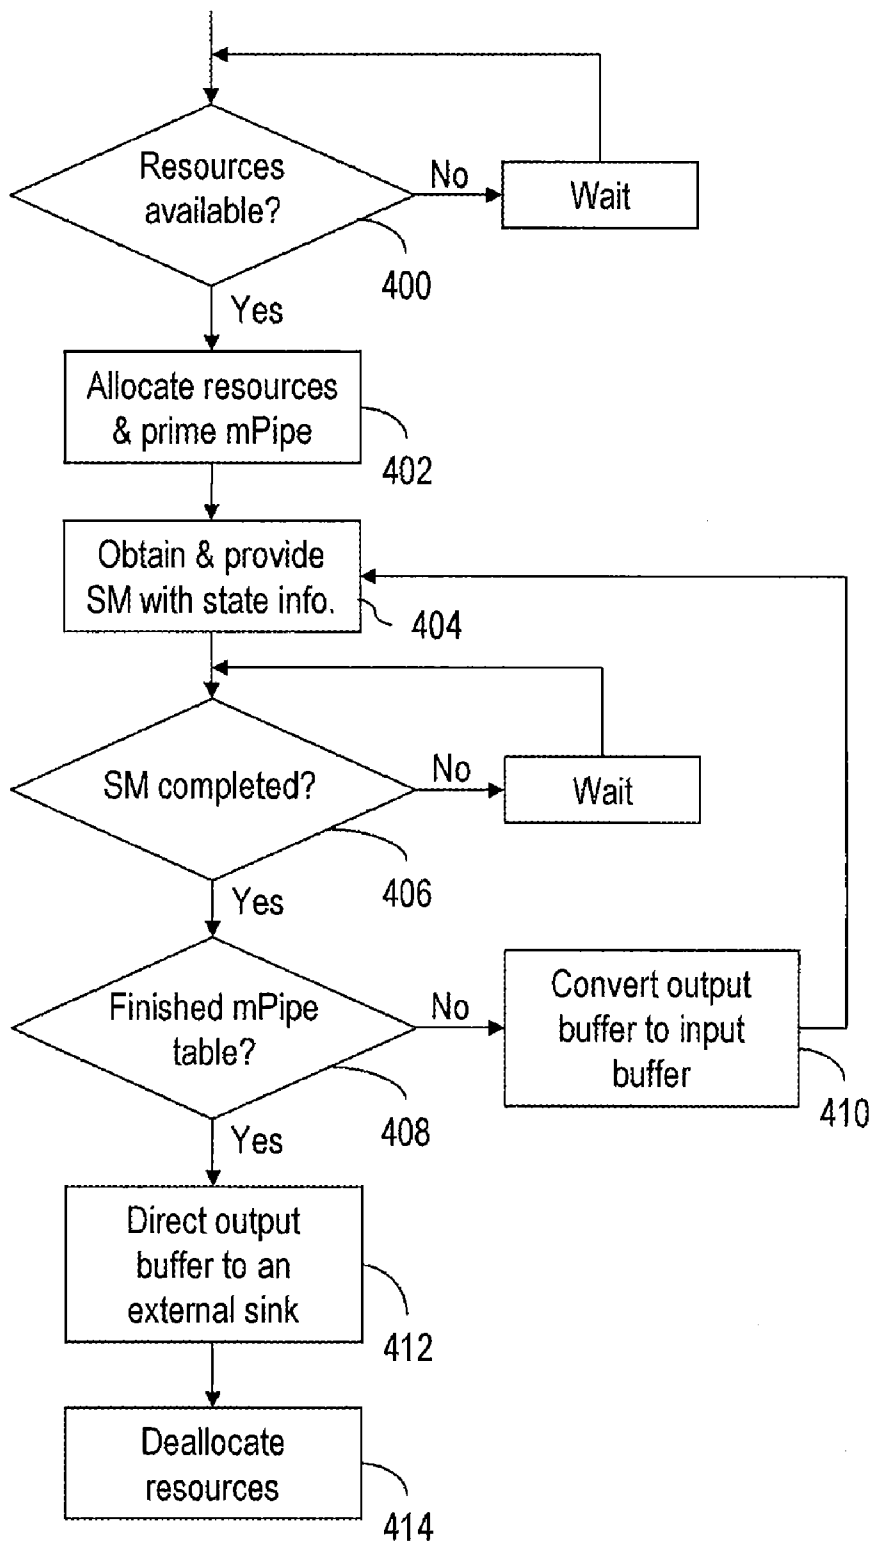 Resources
available?
No
Wait
400
Yes
Allocate resources
& prime mPipe
402
Obtain & provide
SM with state info.
404
SM completed?
No
Wait
406
Yes
Finished mPipe
table?
No
Convert output
buffer to input
buffer
408
410
Yes
Direct output
buffer to an
external sink
412
Deallocate
resources
414